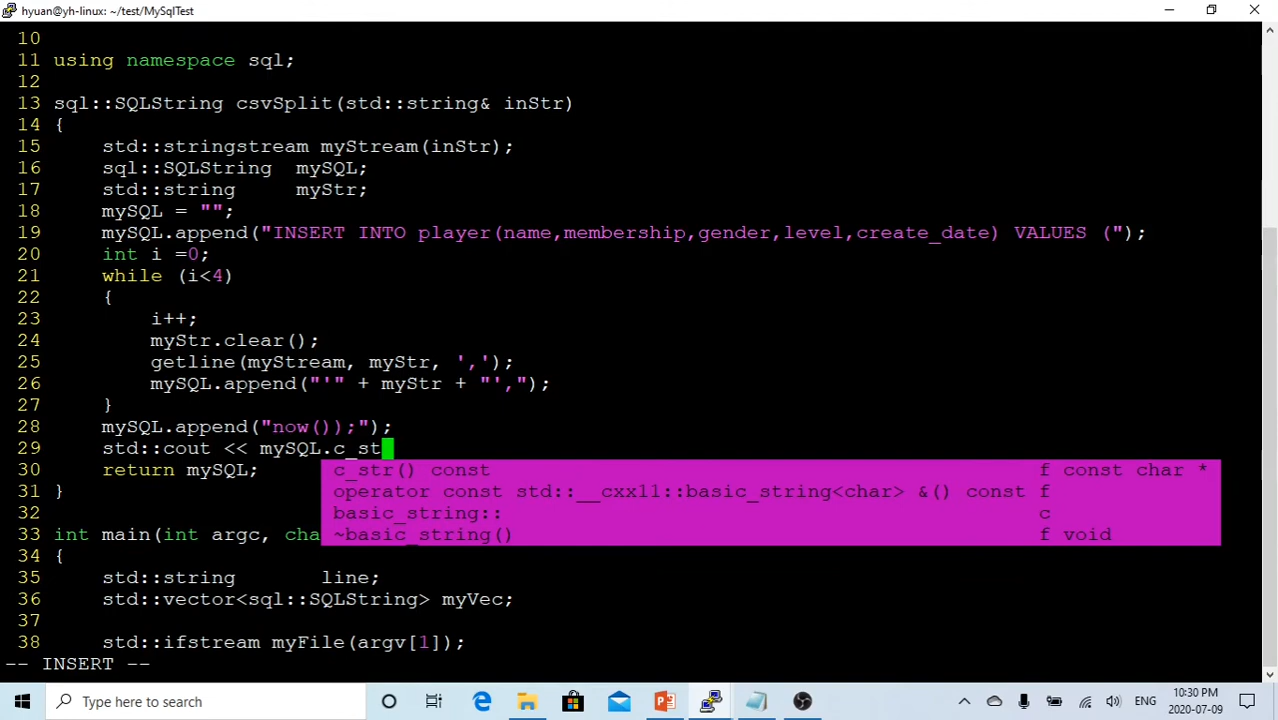 hyuan@yh-linux: ~/test/MySqlTest
10
11 using namespace sql;
12
13 sql::SQLString csvSplit(std::string& inStr)
14 {
15     std::stringstream myStream(inStr);
16     sql::SQLString  mySQL;
17     std::string     myStr;
18     mySQL = "";
19     mySQL.append("INSERT INTO player(name,membership,gender,level,create_date) VALUES (");
20     int i =0;
21     while (i<4)
22     {
23         i++;
24         myStr.clear();
25         getline(myStream, myStr, ',');
26         mySQL.append("'" + myStr + "',");
27     }
28     mySQL.append("now());");
29     std::cout << mySQL.c_st
30     return mySQL;    c_str() const    f const char *
31 }    operator const std::__cxx11::basic_string<char> &() const f
32    basic_string::    c
33 int main(int argc, cha    ~basic_string()    f void
34 {
35     std::string       line;
36     std::vector<sql::SQLString> myVec;
37
38     std::ifstream myFile(argv[1]);
-- INSERT --
Type here to search
ENG
10:30 PM
2020-07-09